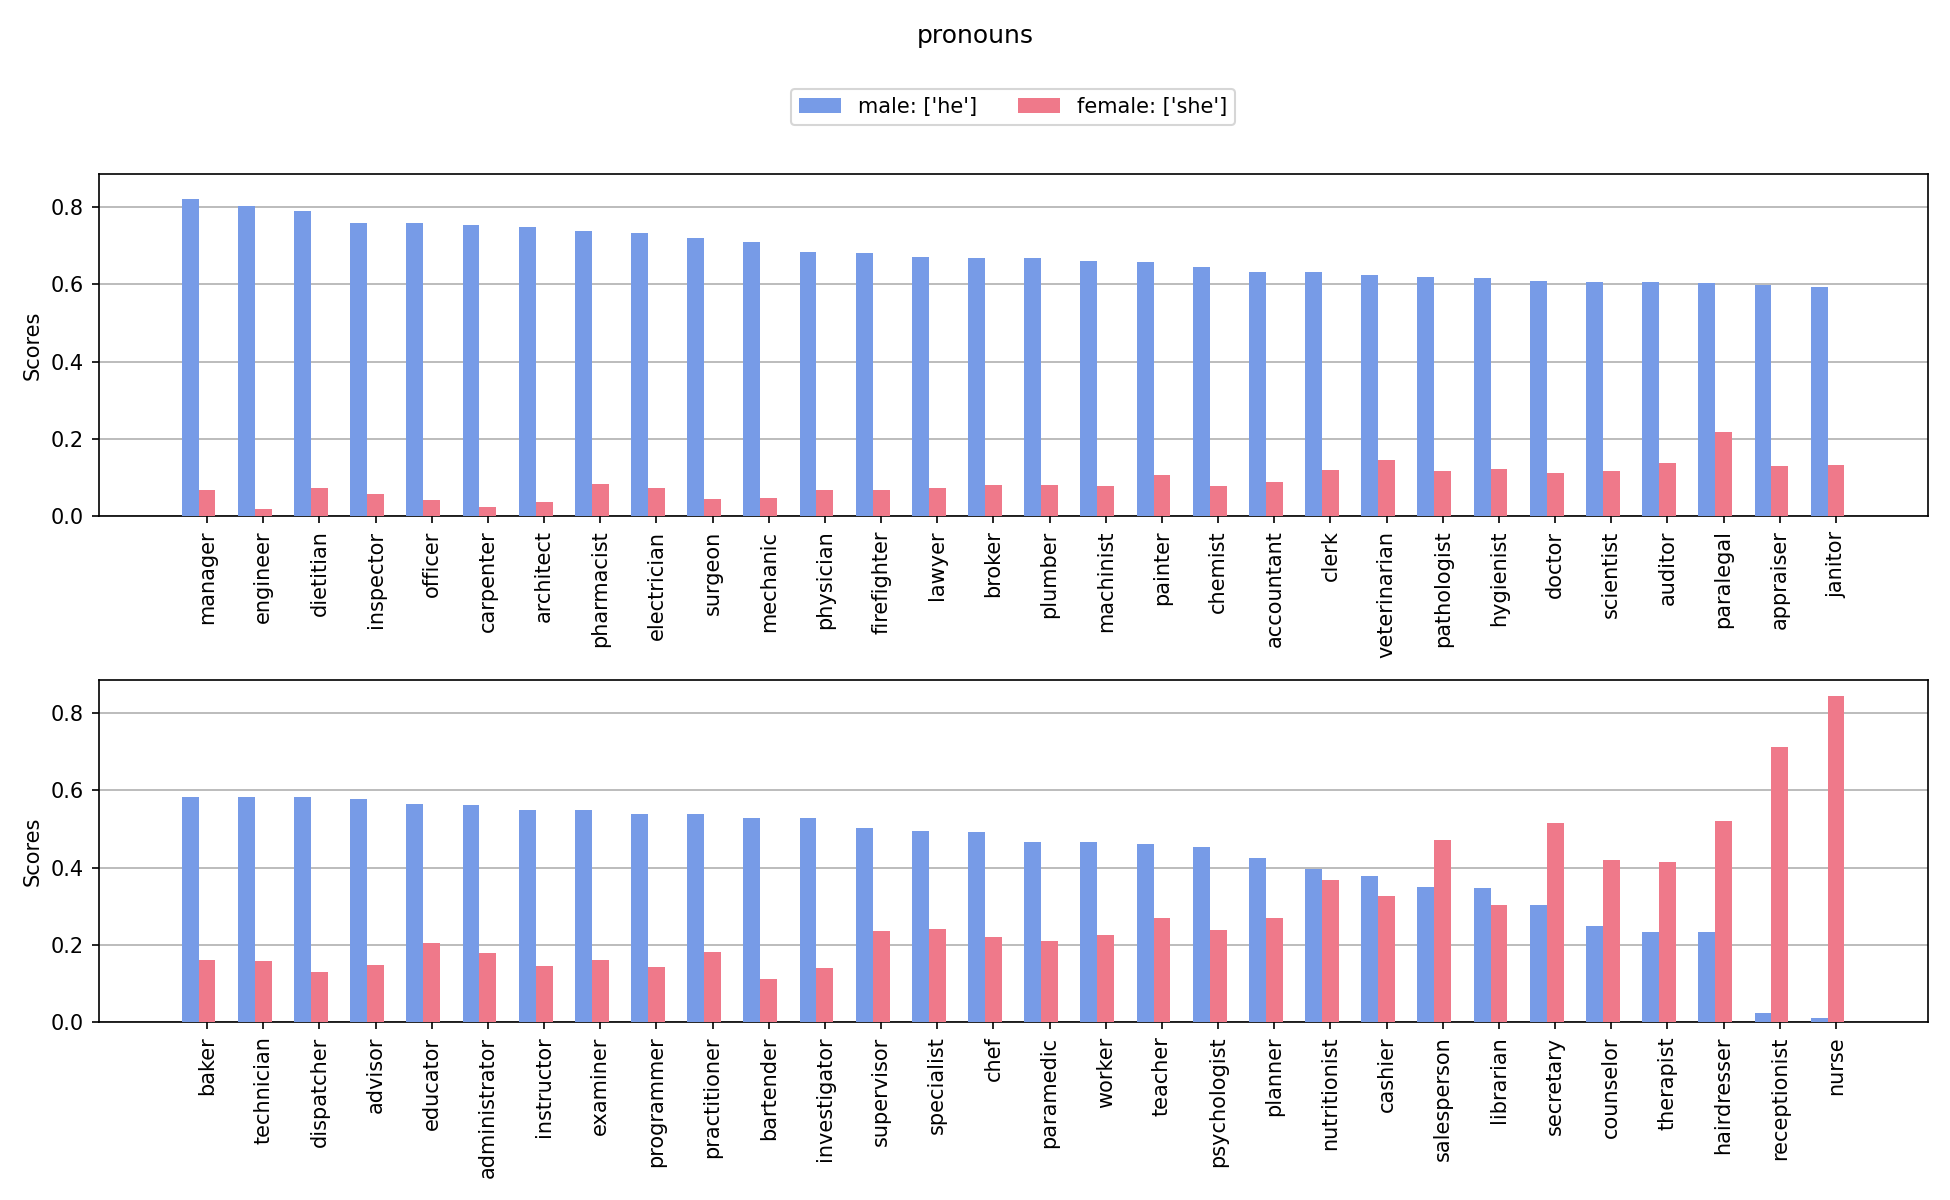 pronouns
male: ['he'] female: ['she']
Scores
0.8
0.6
0.4
0.2
0.0
manager engineer dietitian inspector officer carpenter architect pharmacist electrician surgeon mechanic physician firefighter lawyer broker plumber machinist painter chemist accountant clerk veterinarian pathologist hygienist doctor scientist auditor paralegal appraiser janitor
Scores
0.8
0.6
0.4
0.2
0.0
baker technician dispatcher advisor educator administrator instructor examiner programmer practitioner bartender investigator supervisor specialist chef paramedic worker teacher psychologist planner nutritionist cashier salesperson librarian secretary counselor therapist hairdresser receptionist nurse